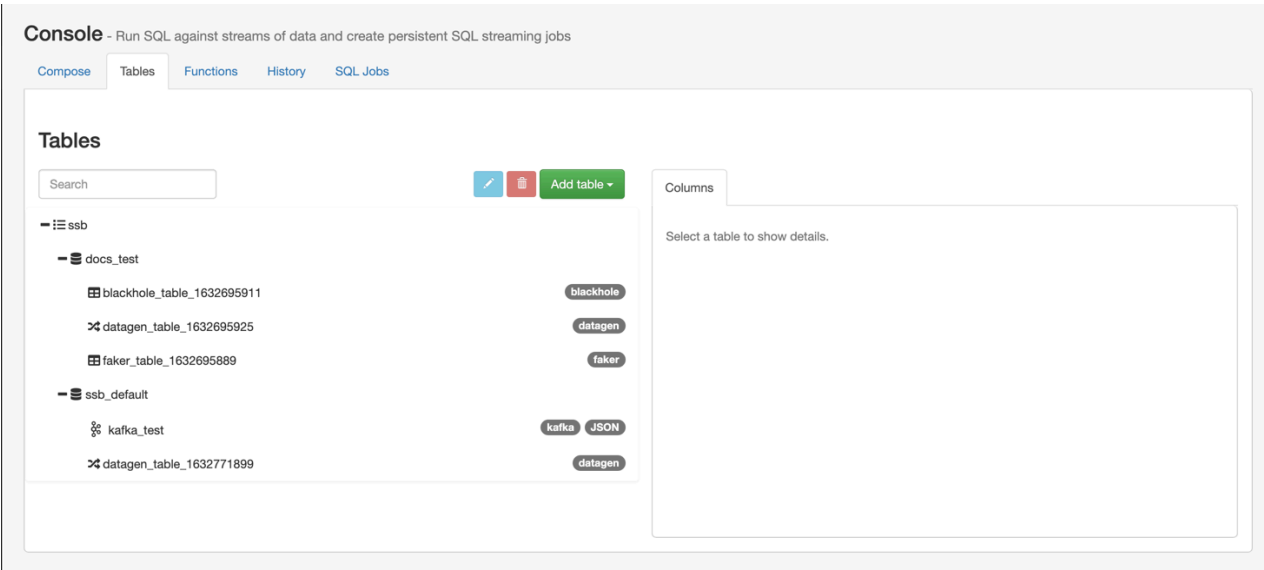 Console - Run SQL against streams of data and create persistent SQL streaming jobs
Compose Tables Functions History SQL Jobs
Tables
Search
Add table
ssb
docs_test
blackhole_table_1632695911 blackhole
datagen_table_1632695925 datagen
faker_table_1632695889 faker
ssb_default
kafka_test kafka JSON
datagen_table_1632771899 datagen
Columns
Select a table to show details.